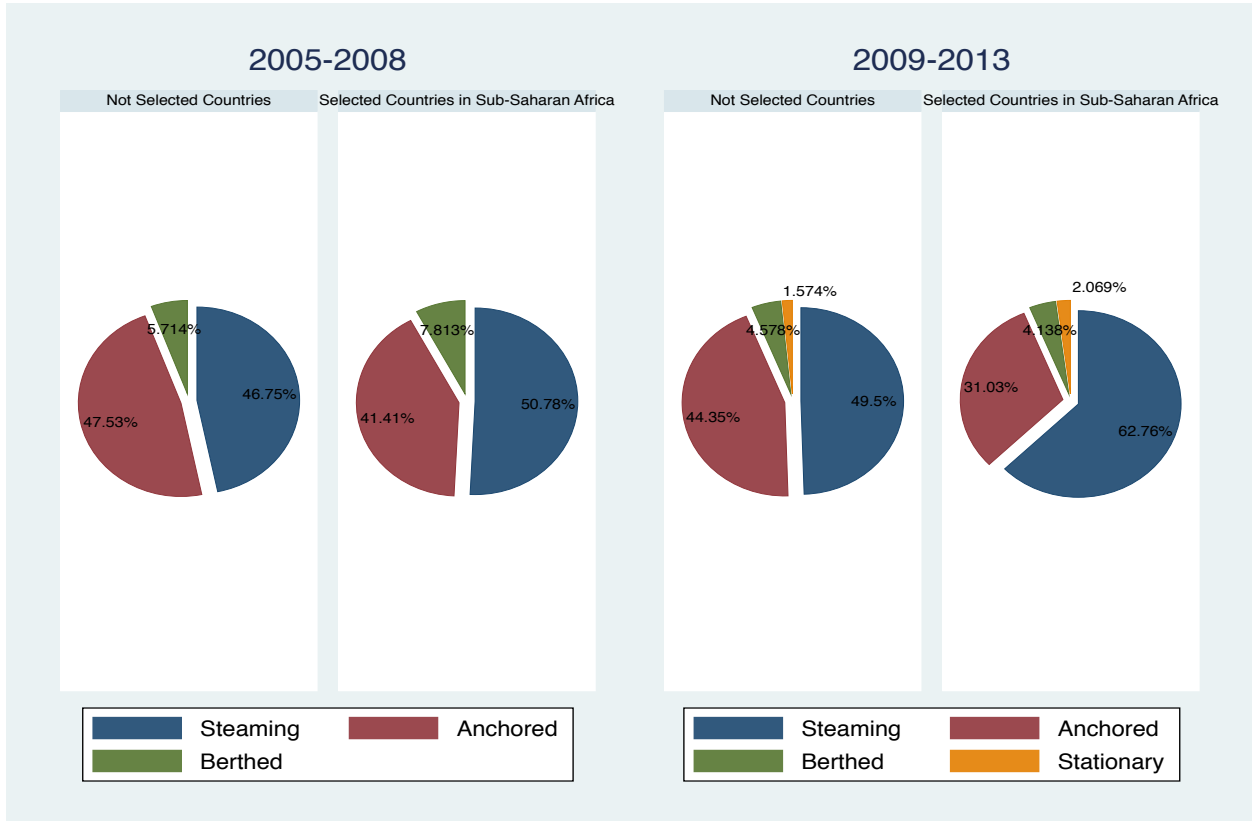 2005-2008
Not Selected Countries
Selected Countries in Sub-Saharan Africa
5.714%
46.75%
47.53%
7.813%
50.78%
41.41%
Steaming
Anchored
Berthed
2009-2013
Not Selected Countries
Selected Countries in Sub-Saharan Africa
1.574%
4.578%
49.5%
44.35%
2.069%
4.138%
31.03%
62.76%
Steaming
Anchored
Berthed
Stationary